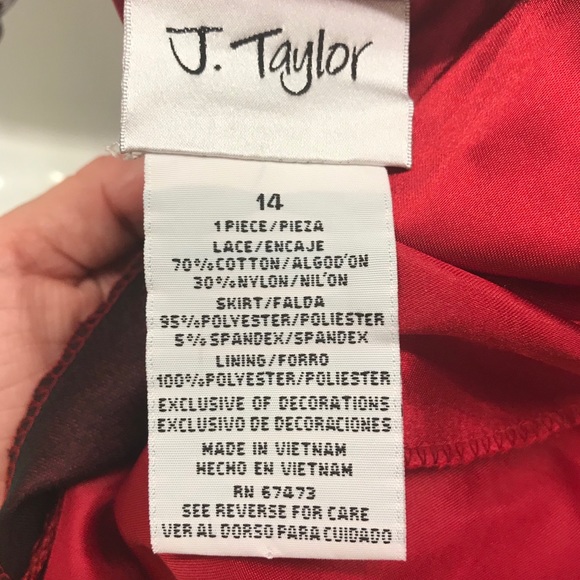 J. Taylor
14
1 PIECE/PIEZA
LACE/ENCAJE
70%COTTON/ALGOD'ON
30%NYLON/NIL'ON
SKIRT/FALDA
95%POLYESTER/POLIESTER
5%SPANDEX/SPANDEX
LINING/FORRO
100%POLYESTER/POLIESTER
EXCLUSIVE OF DECORATIONS
EXCLUSIVO DE DECORACIONES
MADE IN VIETNAM
HECHO EN VIETNAM
RN 67473
SEE REVERSE FOR CARE
VER AL DORSO PARA CUIDADO